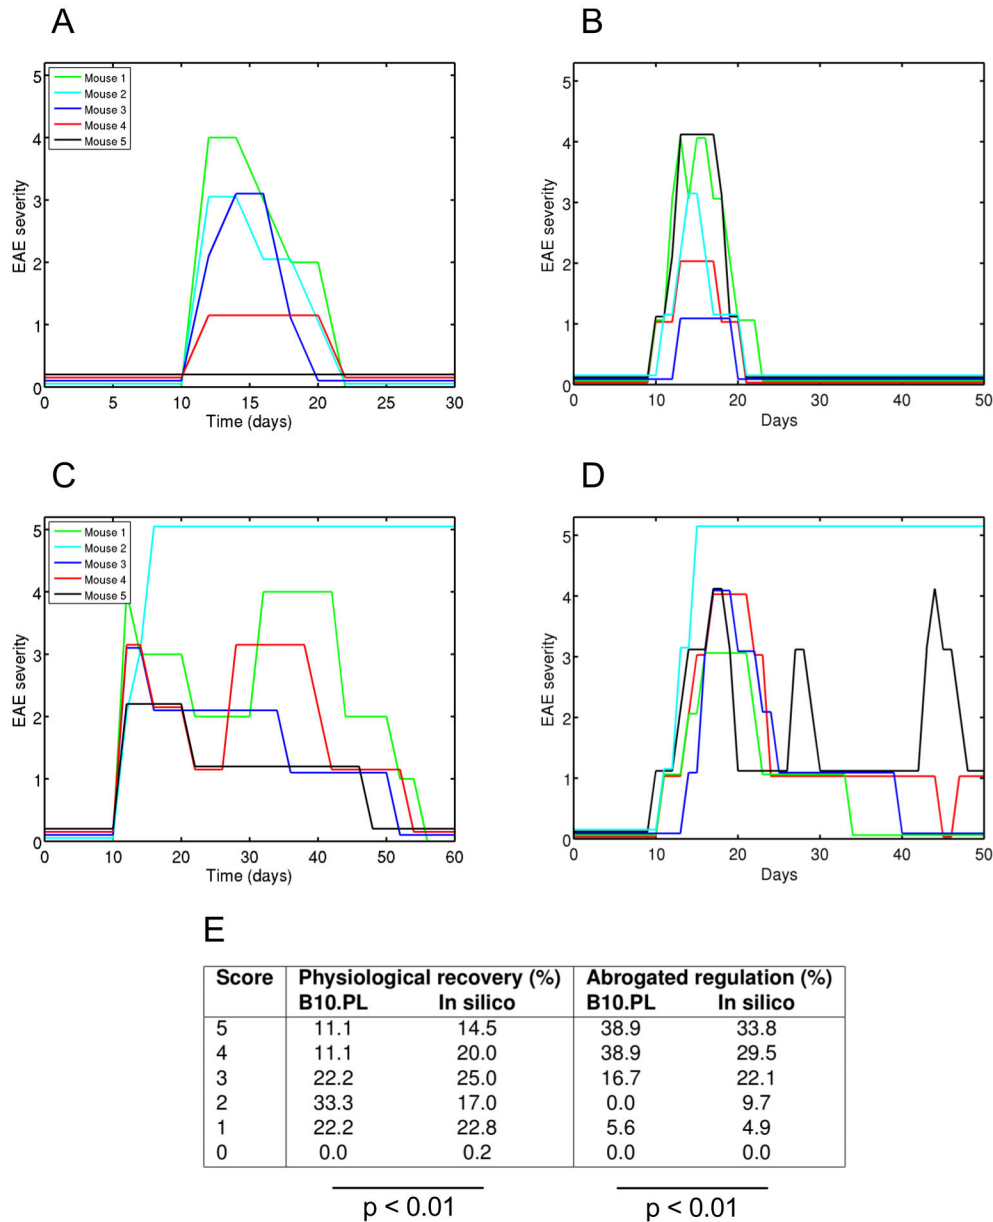 A
B
5
4
3
2
1
0
EAE severity
Mouse 1
Mouse 2
Mouse 3
Mouse 4
Mouse 5
0 5 10 15 20 25 30
Time (days)
5
4
3
2
1
0
EAE severity
0 10 20 30 40 50
Days
C
D
5
4
3
2
1
0
EAE severity
Mouse 1
Mouse 2
Mouse 3
Mouse 4
Mouse 5
0 10 20 30 40 50 60
Time (days)
5
4
3
2
1
0
EAE severity
0 10 20 30 40 50
Days
E
Score Physiological recovery (%) Abrogated regulation (%)
B10.PL In silico B10.PL In silico
5 11.1 14.5 38.9 33.8
4 11.1 20.0 38.9 29.5
3 22.2 25.0 16.7 22.1
2 33.3 17.0 0.0 9.7
1 22.2 22.8 5.6 4.9
0 0.0 0.2 0.0 0.0
p < 0.01 p < 0.01